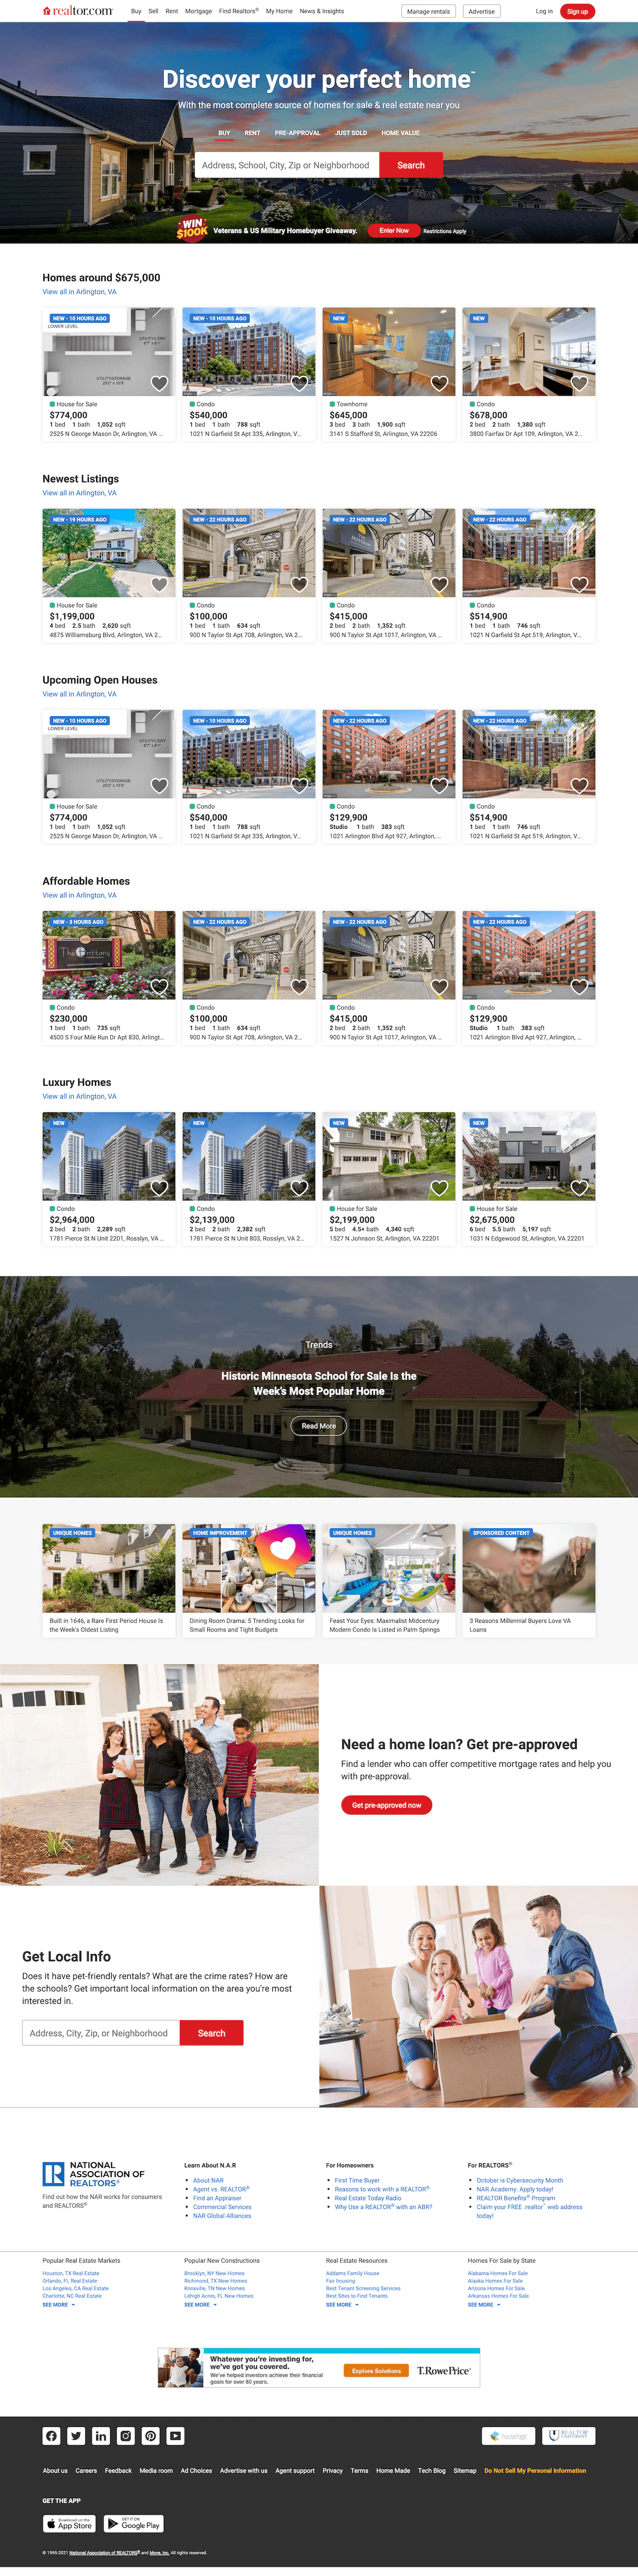 realtor.com
Buy Sell Rent Mortgage Find Realtors® My Home News & Insights
Manage rentals Advertise Log in Sign up
Discover your perfect home™
With the most complete source of homes for sale & real estate near you
BUY RENT PRE-APPROVAL JUST SOLD HOME VALUE
Address, School, City, Zip or Neighborhood Search
WIN $100K Veterans & US Military Homebuyer Giveaway. Enter Now Restrictions Apply
Homes around $675,000
View all in Arlington, VA
NEW - 10 HOURS AGO
LOWER LEVEL
House for Sale
$774,000
1 bed 1 bath 1,052 sqft
2525 N George Mason Dr, Arlington, VA ...
NEW - 10 HOURS AGO
Condo
$540,000
1 bed 1 bath 788 sqft
1021 N Garfield St Apt 335, Arlington, V...
NEW
Townhome
$645,000
3 bed 3 bath 1,900 sqft
3141 S Stafford St, Arlington, VA 22206
NEW
Condo
$678,000
2 bed 2 bath 1,380 sqft
3800 Fairfax Dr Apt 109, Arlington, VA 2...
Newest Listings
View all in Arlington, VA
NEW - 19 HOURS AGO
House for Sale
$1,199,000
4 bed 2.5 bath 2,620 sqft
4875 Williamsburg Blvd, Arlington, VA 2...
NEW - 22 HOURS AGO
Condo
$100,000
1 bed 1 bath 634 sqft
900 N Taylor St Apt 708, Arlington, VA 2...
NEW - 22 HOURS AGO
Condo
$415,000
2 bed 2 bath 1,352 sqft
900 N Taylor St Apt 1017, Arlington, VA ...
NEW - 22 HOURS AGO
Condo
$514,900
1 bed 1 bath 746 sqft
1021 N Garfield St Apt 519, Arlington, V...
Upcoming Open Houses
View all in Arlington, VA
NEW - 10 HOURS AGO
LOWER LEVEL
House for Sale
$774,000
1 bed 1 bath 1,052 sqft
2525 N George Mason Dr, Arlington, VA ...
NEW - 10 HOURS AGO
Condo
$540,000
1 bed 1 bath 788 sqft
1021 N Garfield St Apt 335, Arlington, V...
NEW - 22 HOURS AGO
Condo
$129,900
Studio 1 bath 383 sqft
1021 Arlington Blvd Apt 927, Arlington, ...
NEW - 22 HOURS AGO
Condo
$514,900
1 bed 1 bath 746 sqft
1021 N Garfield St Apt 519, Arlington, V...
Affordable Homes
View all in Arlington, VA
NEW - 3 HOURS AGO
The Brittany
Condo
$230,000
1 bed 1 bath 735 sqft
4500 S Four Mile Run Dr Apt 830, Arlingt...
NEW - 22 HOURS AGO
Condo
$100,000
1 bed 1 bath 634 sqft
900 N Taylor St Apt 708, Arlington, VA 2...
NEW - 22 HOURS AGO
Condo
$415,000
2 bed 2 bath 1,352 sqft
900 N Taylor St Apt 1017, Arlington, VA ...
NEW - 22 HOURS AGO
Condo
$129,900
Studio 1 bath 383 sqft
1021 Arlington Blvd Apt 927, Arlington, ...
Luxury Homes
View all in Arlington, VA
NEW
Condo
$2,964,000
2 bed 2 bath 2,289 sqft
1781 Pierce St N Unit 2201, Rosslyn, VA ...
NEW
Condo
$2,139,000
2 bed 2 bath 2,382 sqft
1781 Pierce St N Unit 803, Rosslyn, VA 2...
NEW
House for Sale
$2,199,000
5 bed 4.5+ bath 4,340 sqft
1527 N Johnson St, Arlington, VA 22201
NEW
House for Sale
$2,675,000
6 bed 5.5 bath 5,197 sqft
1031 N Edgewood St, Arlington, VA 22201
Trends
Historic Minnesota School for Sale Is the
Week's Most Popular Home
Read More
UNIQUE HOMES
Built in 1646, a Rare First Period House Is
the Week's Oldest Listing
HOME IMPROVEMENT
Dining Room Drama: 5 Trending Looks for
Small Rooms and Tight Budgets
UNIQUE HOMES
Feast Your Eyes: Maximalist Midcentury
Modern Condo Is Listed in Palm Springs
SPONSORED CONTENT
3 Reasons Millennial Buyers Love VA
Loans
Need a home loan? Get pre-approved
Find a lender who can offer competitive mortgage rates and help you
with pre-approval.
Get pre-approved now
Get Local Info
Does it have pet-friendly rentals? What are the crime rates? How are
the schools? Get important local information on the area you're most
interested in.
Address, City, Zip, or Neighborhood Search
NATIONAL
ASSOCIATION OF
REALTORS®
Find out how the NAR works for consumers
and REALTORS®
Learn About N.A.R
About NAR
Agent vs. REALTOR®
Find an Appraiser
Commercial Services
NAR Global Alliances
For Homeowners
First Time Buyer
Reasons to work with a REALTOR®
Real Estate Today Radio
Why Use a REALTOR® with an ABR?
For REALTORS®
October is Cybersecurity Month
NAR Academy: Apply today!
REALTOR Benefits® Program
Claim your FREE .realtor™ web address
today!
Popular Real Estate Markets
Houston, TX Real Estate
Orlando, FL Real Estate
Los Angeles, CA Real Estate
Charlotte, NC Real Estate
SEE MORE
Popular New Constructions
Brooklyn, NY New Homes
Richmond, TX New Homes
Knoxville, TN New Homes
Lehigh Acres, FL New Homes
SEE MORE
Real Estate Resources
Addams Family House
Fair housing
Best Tenant Screening Services
Best Sites to Find Tenants
SEE MORE
Homes For Sale by State
Alabama Homes For Sale
Alaska Homes For Sale
Arizona Homes For Sale
Arkansas Homes For Sale
SEE MORE
Whatever you're investing for,
we've got you covered.
We've helped investors achieve their financial
goals for over 80 years.
Explore Solutions
T.RowePrice
houselogic
REALTOR
UNIVERSITY
About us Careers Feedback Media room Ad Choices Advertise with us Agent support Privacy Terms Home Made Tech Blog Sitemap Do Not Sell My Personal Information
GET THE APP
Download on the
App Store
GET IT ON
Google Play
© 1995-2021 National Association of REALTORS® and Move, Inc. All rights reserved.